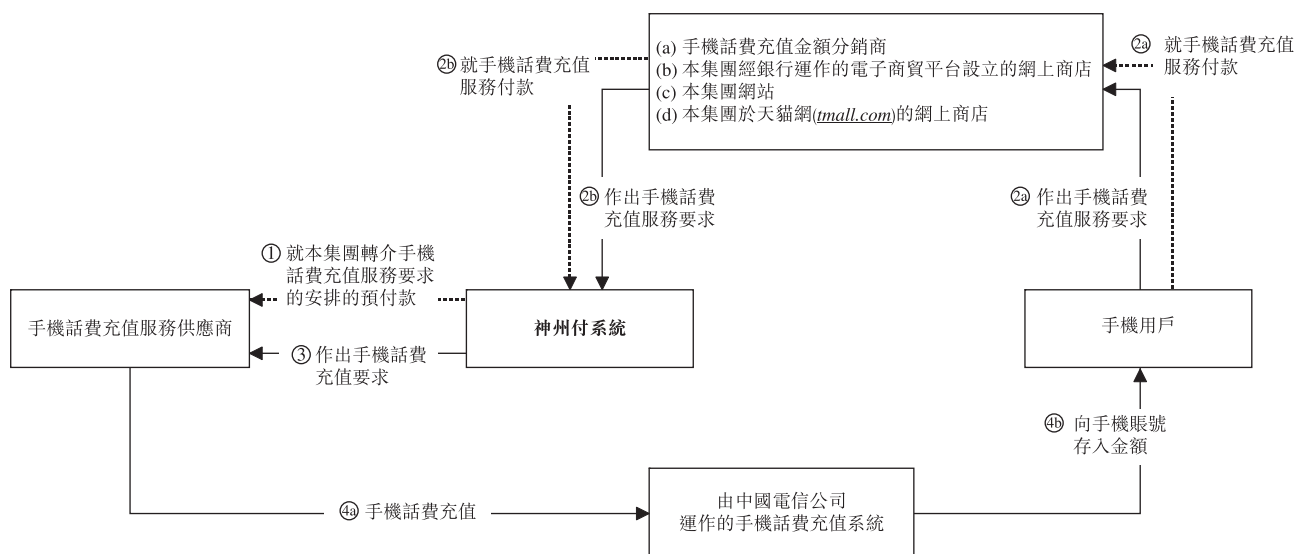 (a) 手機話費充值金額分銷商
(b) 本集團經銀行運作的電子商貿平台設立的網上商店
(c) 本集團網站
(d) 本集團於天貓網(tmall.com)的網上商店
2b 就手機話費充值
服務付款
2a 就手機話費充值
服務付款
2b 作出手機話費
充值服務要求
2a 作出手機話費
充值服務要求
① 就本集團轉介手機
話費充值服務要求
的安排的預付款
手機話費充值服務供應商
神州付系統
手機用戶
③ 作出手機話費
充值要求
4b 向手機賬號
存入金額
4a 手機話費充值
由中國電信公司
運作的手機話費充值系統